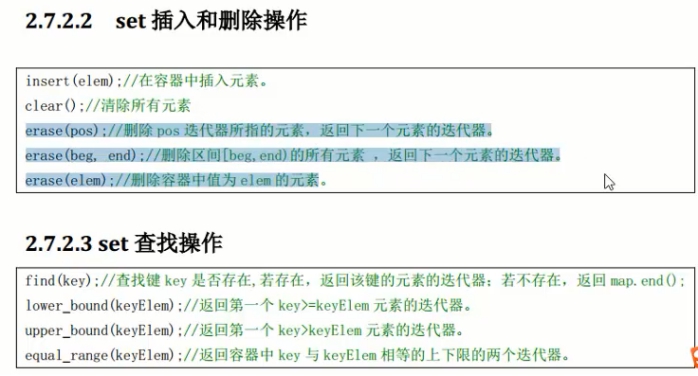 2.7.2.2 set 插入和删除操作
insert(elem);//在容器中插入元素。
clear();//清除所有元素
erase(pos);//删除 pos 迭代器所指的元素，返回下一个元素的迭代器。
erase(beg, end);//删除区间[beg,end)的所有元素 ，返回下一个元素的迭代器。
erase(elem);//删除容器中值为 elem 的元素。
2.7.2.3 set 查找操作
find(key);//查找键 key 是否存在,若存在，返回该键的元素的迭代器；若不存在，返回 map.end();
lower_bound(keyElem);//返回第一个 key>=keyElem 元素的迭代器。
upper_bound(keyElem);//返回第一个 key>keyElem 元素的迭代器。
equal_range(keyElem);//返回容器中 key 与 keyElem 相等的上下限的两个迭代器。